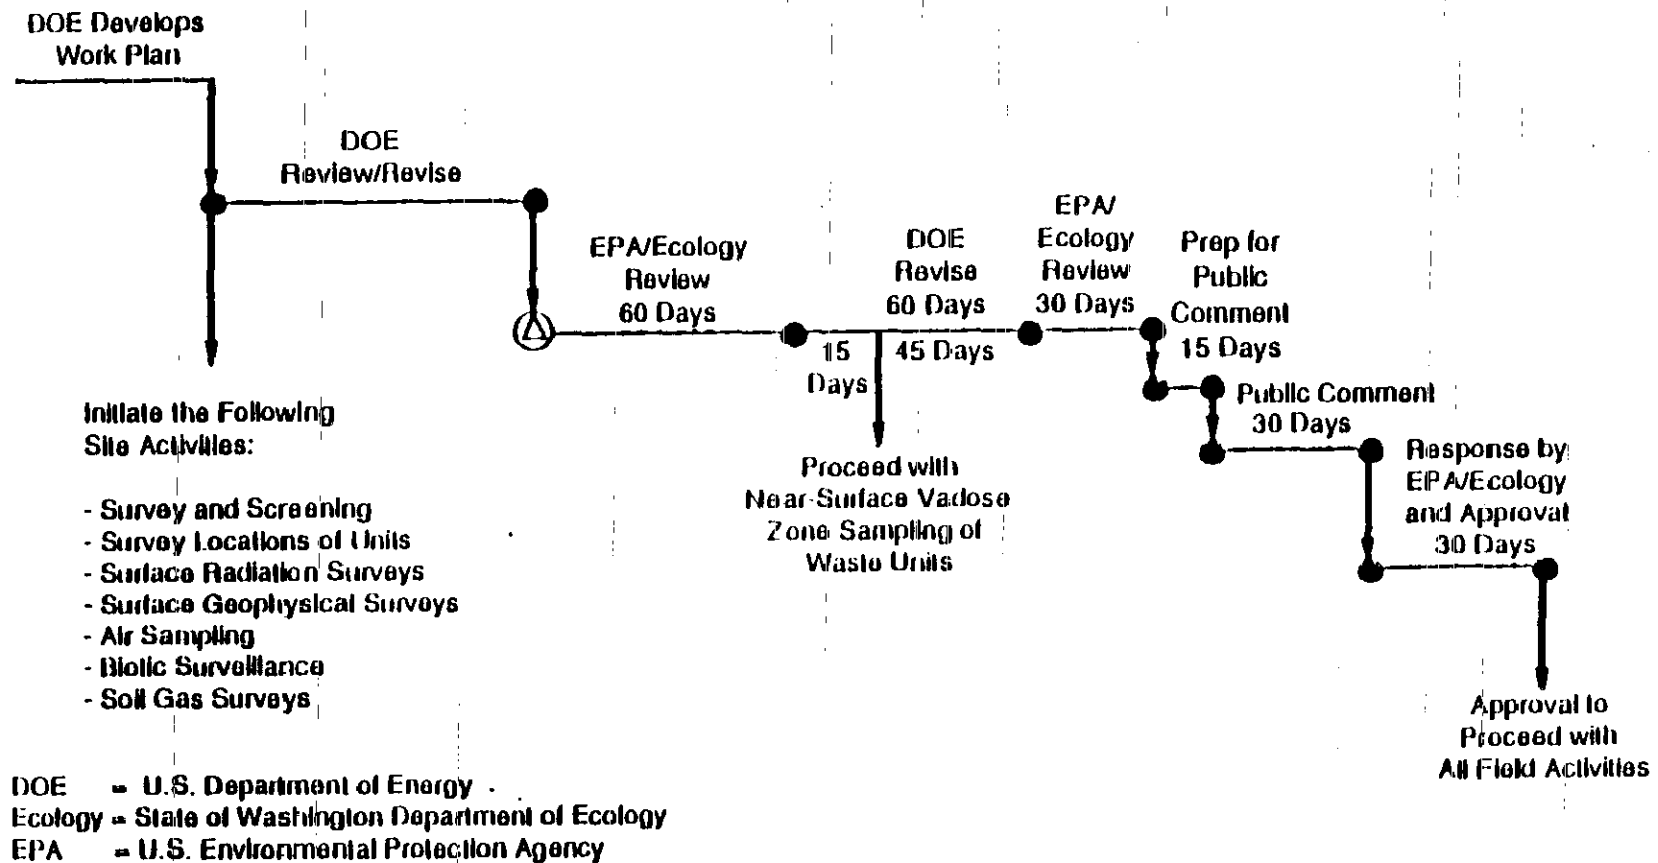 DOE Develops
Work Plan
DOE
Review/Revise
EPA/Ecology
Review
60 Days
DOE
Revise
60 Days
EPA/
Ecology
Review
30 Days
Prep for
Public
Comment
15 Days
15
Days
45 Days
Public Comment
30 Days
Response by
EPA/Ecology
and Approval
30 Days
Initiate the Following
Site Activities:
- Survey and Screening
- Survey Locations of Units
- Surface Radiation Surveys
- Surface Geophysical Surveys
- Air Sampling
- Biotic Surveillance
- Soil Gas Surveys
Proceed with
Near-Surface Vadose
Zone Sampling of
Waste Units
Approval to
Proceed with
All Field Activities
DOE = U.S. Department of Energy
Ecology = State of Washington Department of Ecology
EPA = U.S. Environmental Protection Agency